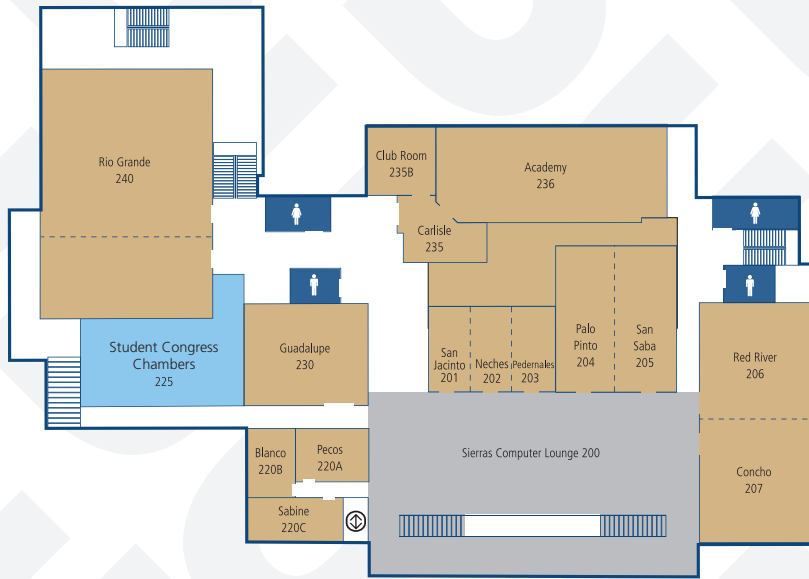 Rio Grande
240
Club Room
235B
Academy
236
Carlisle
235
Student Congress
Chambers
225
Guadalupe
230
San
Jacinto
201
Neches
202
Pedernales
203
Palo
Pinto
204
San
Saba
205
Red River
206
Blanco
220B
Pecos
220A
Sierras Computer Lounge 200
Concho
207
Sabine
220C